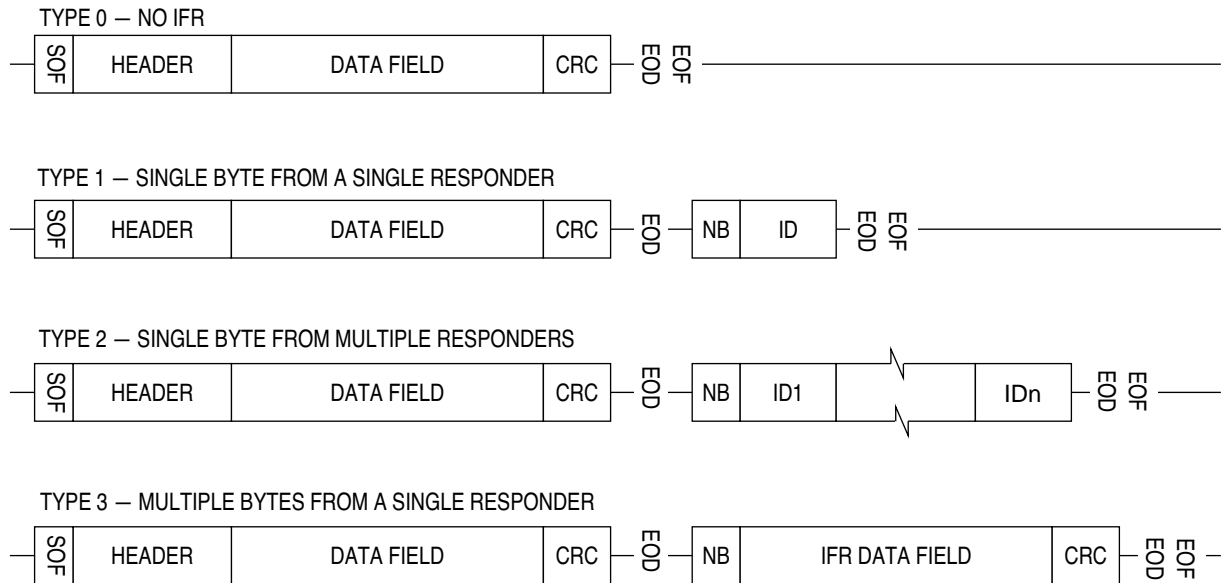 TYPE 0 — NO IFR
SOF HEADER DATA FIELD CRC EOD EOF
TYPE 1 — SINGLE BYTE FROM A SINGLE RESPONDER
SOF HEADER DATA FIELD CRC EOD NB ID EOD EOF
TYPE 2 — SINGLE BYTE FROM MULTIPLE RESPONDERS
SOF HEADER DATA FIELD CRC EOD NB ID1 IDn EOD EOF
TYPE 3 — MULTIPLE BYTES FROM A SINGLE RESPONDER
SOF HEADER DATA FIELD CRC EOD NB IFR DATA FIELD CRC EOD EOF